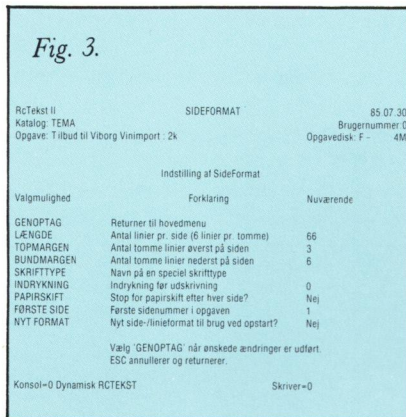 Fig. 3.
RcTekst II SIDEFORMAT 85.07.30
Katalog: TEMA Brugernummer:0
Opgave: Tilbud til Viborg Vinimport : 2k Opgavedisk: F - 4M
Indstilling af SideFormat
Valgmulighed Forklaring Nuværende
GENOPTAG Returner til hovedmenu
LÆNGDE Antal linier pr. side (6 linier pr. tomme) 66
TOPMARGEN Antal tomme linier øverst på siden 3
BUNDMARGEN Antal tomme linier nederst på siden 6
SKRIFTTYPE Navn på en speciel skrifttype
INDRYKNING Indrykning før udskrivning 0
PAPIRSKIFT Stop for papirskift efter hver side? Nej
FØRSTE SIDE Første sidenummer i opgaven 1
NYT FORMAT Nyt side-/linieformat til brug ved opstart? Nej
Vælg 'GENOPTAG' når ønskede ændringer er udført.
ESC annullerer og returnerer.
Konsol=0 Dynamisk RCTEKST Skriver=0